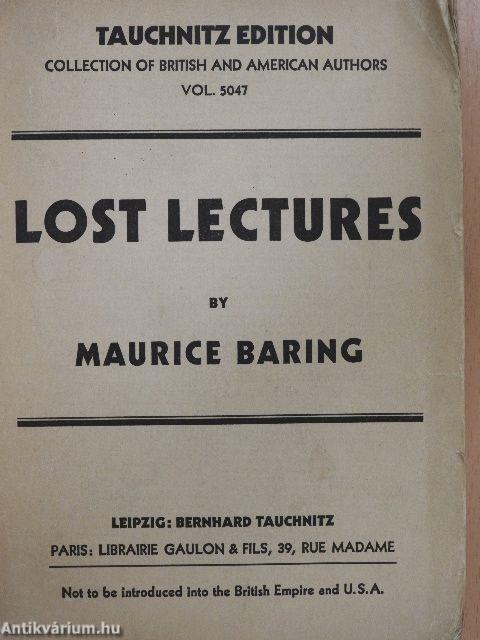 TAUCHNITZ EDITION
COLLECTION OF BRITISH AND AMERICAN AUTHORS
VOL. 5047
LOST LECTURES
BY
MAURICE BARING
LEIPZIG: BERNHARD TAUCHNITZ
PARIS: LIBRAIRIE GAULON & FILS, 39, RUE MADAME
Not to be introduced into the British Empire and U.S.A.
Antikvárium.hu